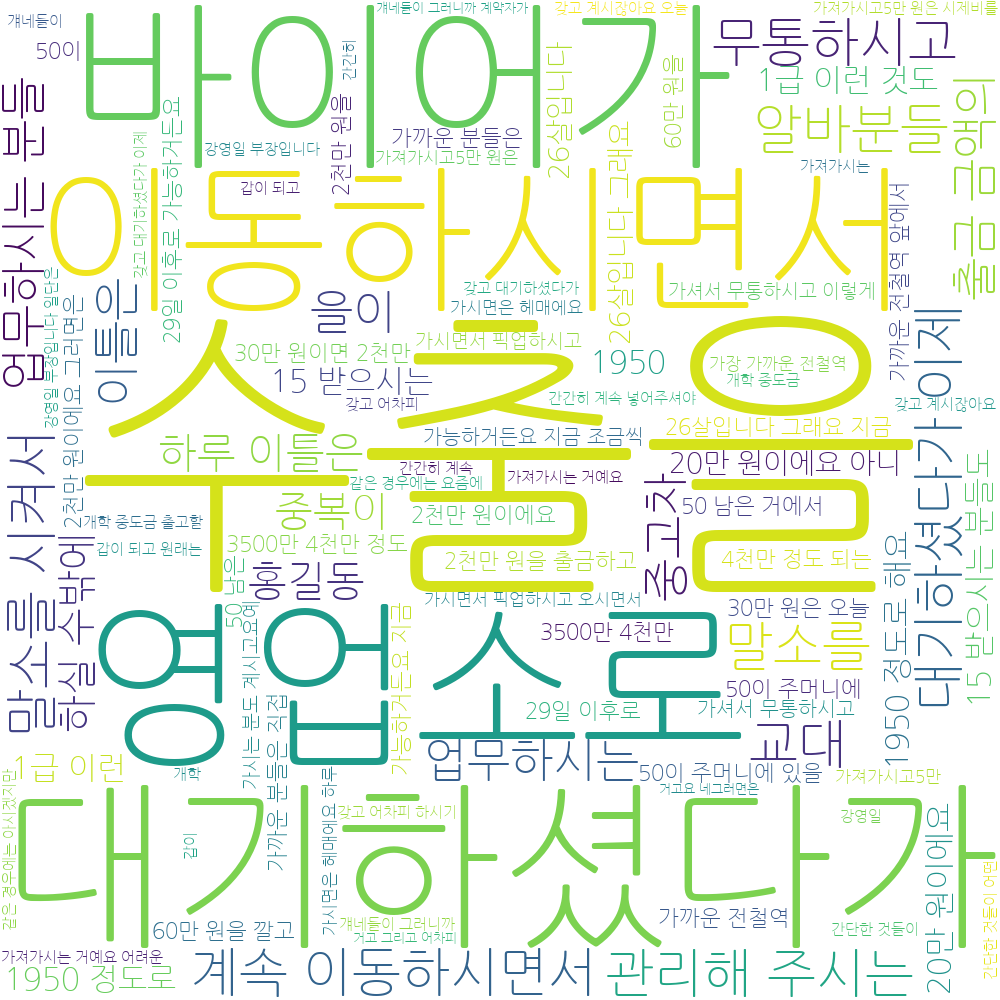 걔네들이
걔네들이 그러니까 계약자가
갖고 계시잖아요 오늘
가져가시고5만 원은 시제비를
50이
바이어가
간간히
무통하시고
1급 이런 것도
알바분들
26살입니다
60만 원을
2천만 원을
가까운 분들은
강영일 부장입니다
가져가시고5만 원은
가져가시는
갑이 되고
업무하시는 분들
출금 금액의
이동하시면서
갖고 대기하셨다가 이제
29일 이후로 가능하거든요
26살입니다 그래요
가까운 전철역 앞에서
갖고 대기하셨다가
가셔서 무통하시고 이렇게
이틀은
을이
가시면은 헤매에요
강영일 부장입니다 일단은
2천만 원이에요 그러면은
수출을
30만 원이면 2천만
가시면서 픽업하시고
1950
가장 가까운 전철역
개학 중도금
15 받으시는
갖고 어차피
간간히 계속 넣어주셔야
갖고 계시잖아요
대기하셨다가 이제
하루 이틀은
가능하거든요 지금 조금씩
26살입니다 그래요 지금
말소를 시켜서
간간히 계속
가져가시는 거예요
20만 원이에요 아니
같은 경우에는 요즘에
중복이
2천만 원이에요
중고차
50 남은 거에서
15 받으시는 분들도
개학 중도금 출고할
갑이 되고 원래는
하실 수밖에
3500만 4천만 정도
2천만 원을 출금하고
4천만 정도 되는
50 남은
홍길동
1950 정도로 해요
가시면서 픽업하시고 오시면서
30만 원은 오늘
영업소로
3500만 4천만
말소를
가시는 분도 계시고요에
가능하거든요 지금
50이 주머니에
29일 이후로
가셔서 무통하시고
가까운 분들은 직접
업무하시는
교대
1급 이런
개학
50이 주머니에 있을
가져가시고5만
같은 경우에는 아시겠지만
가시면은 헤매에요 하루
거고요 네그러면은
대기하셨다가
갖고 어차피 하시기
강영일
갑이
20만 원이에요
60만 원을 깔고
걔네들이 그러니까
거고 그리고 어차피
가까운 전철역
간단한 것들이
간단한 것들이 어떤
가져가시는 거예요 어려운
1950 정도로
계속 이동하시면서
관리해 주시는